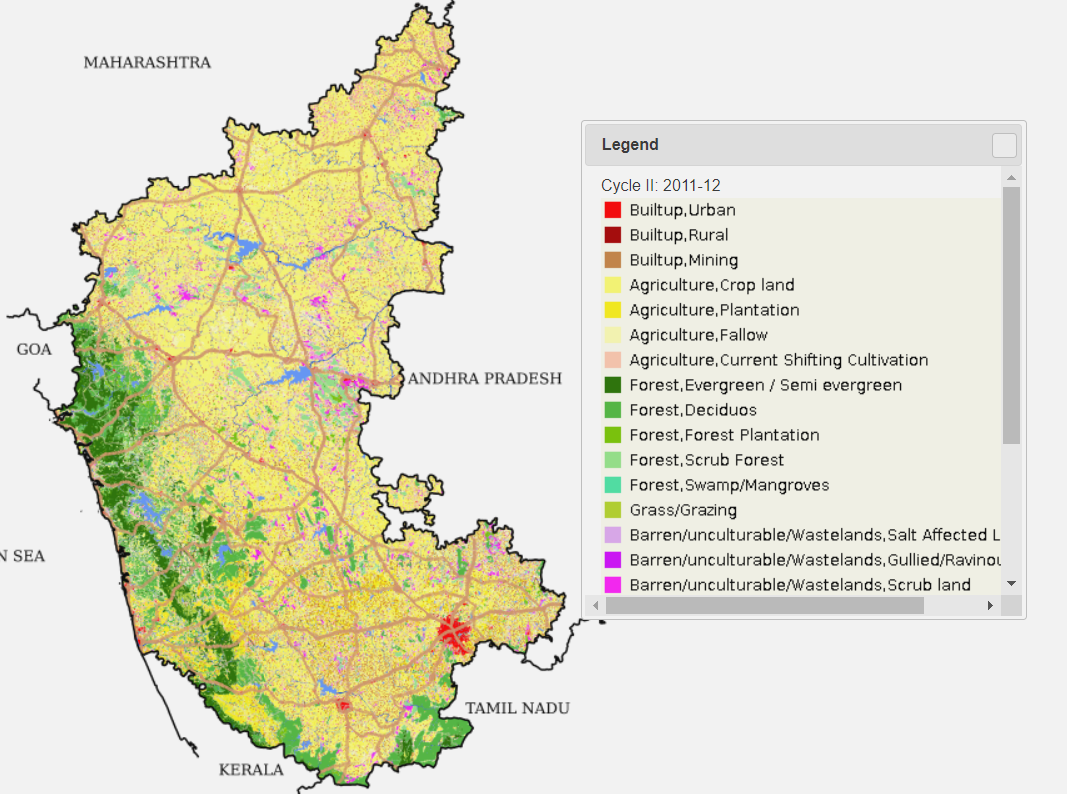 MAHARASHTRA
GOA
ANDHRA PRADESH
N SEA
TAMIL NADU
KERALA
Legend
Cycle II: 2011-12
Builtup,Urban
Builtup,Rural
Builtup,Mining
Agriculture,Crop land
Agriculture,Plantation
Agriculture,Fallow
Agriculture,Current Shifting Cultivation
Forest,Evergreen / Semi evergreen
Forest,Deciduos
Forest,Forest Plantation
Forest,Scrub Forest
Forest,Swamp/Mangroves
Grass/Grazing
Barren/unculturable/Wastelands,Salt Affected L
Barren/unculturable/Wastelands,Gullied/Ravinou
Barren/unculturable/Wastelands,Scrub land